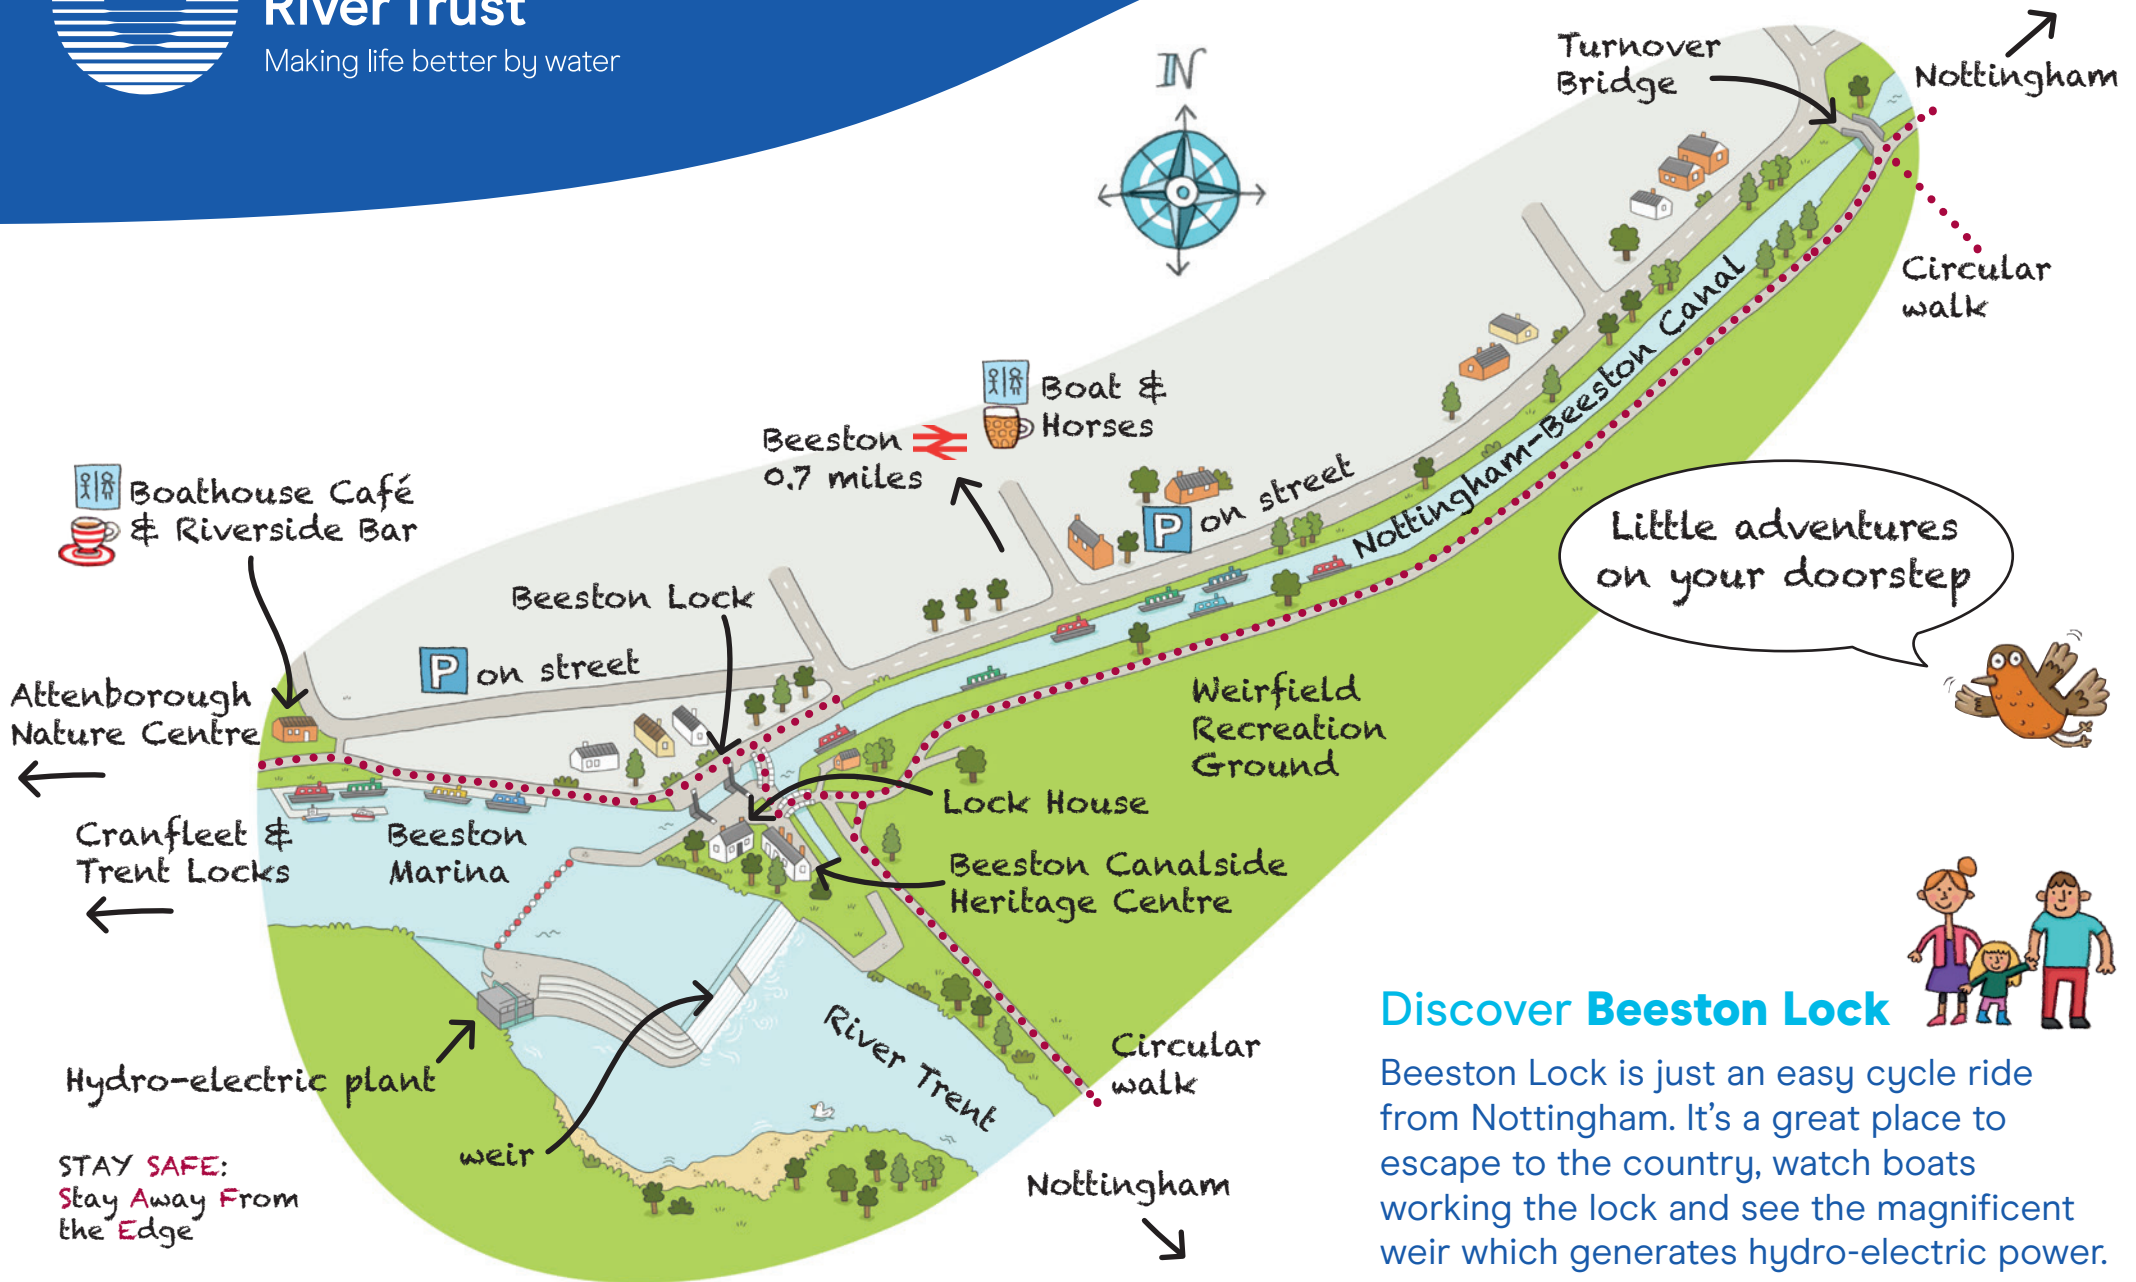 River Trust
Making life better by water
N
Turnover
Bridge
Nottingham
Circular
walk
Nottingham-Beeston Canal
Boat &
Horses
Beeston
0.7 miles
P on street
Boathouse Café
& Riverside Bar
Beeston Lock
P on street
Little adventures
on your doorstep
Attenborough
Nature Centre
Weirfield
Recreation
Ground
Lock House
Cranfleet &
Trent Locks
Beeston
Marina
Beeston Canalside
Heritage Centre
River Trent
Circular
walk
Hydro-electric plant
weir
Nottingham
STAY SAFE:
Stay Away From
the Edge
Discover Beeston Lock
Beeston Lock is just an easy cycle ride
from Nottingham. It's a great place to
escape to the country, watch boats
working the lock and see the magnificent
weir which generates hydro-electric power.